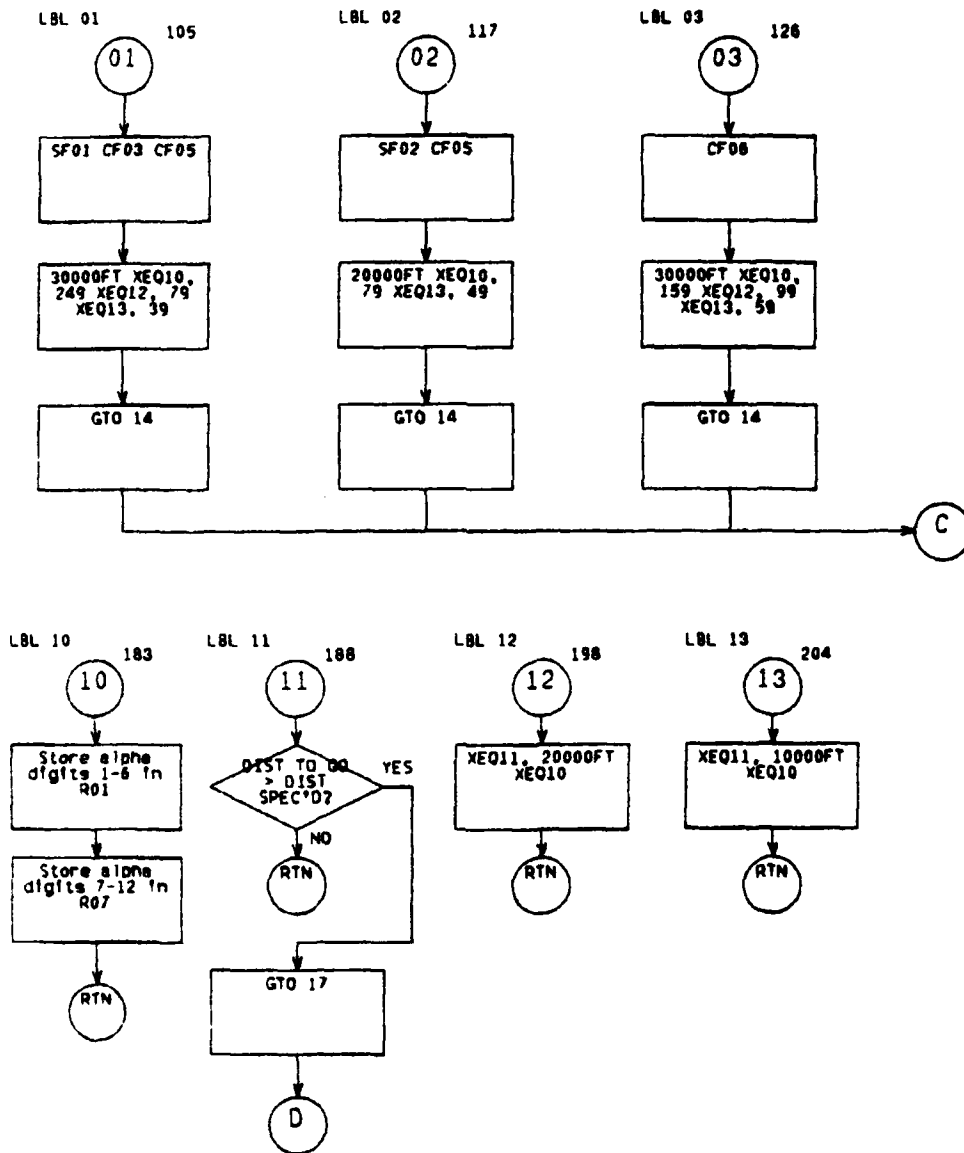 LBL 01
105
01
SF01 CF03 CF05
30000FT XEQ10,
249 XEQ12, 79
XEQ13, 39
GTO 14
LBL 02
117
02
SF02 CF05
20000FT XEQ10,
79 XEQ13, 49
GTO 14
LBL 03
126
03
CF06
30000FT XEQ10,
159 XEQ12, 99
XEQ13, 59
GTO 14
C
LBL 10
183
10
Store alpha
digits 1-6 in
R01
Store alpha
digits 7-12 in
R07
RTN
LBL 11
188
11
DIST TO GO
> DIST
SPEC'D?
YES
NO
RTN
GTO 17
D
LBL 12
198
12
XEQ11, 20000FT
XEQ10
RTN
LBL 13
204
13
XEQ11, 10000FT
XEQ10
RTN